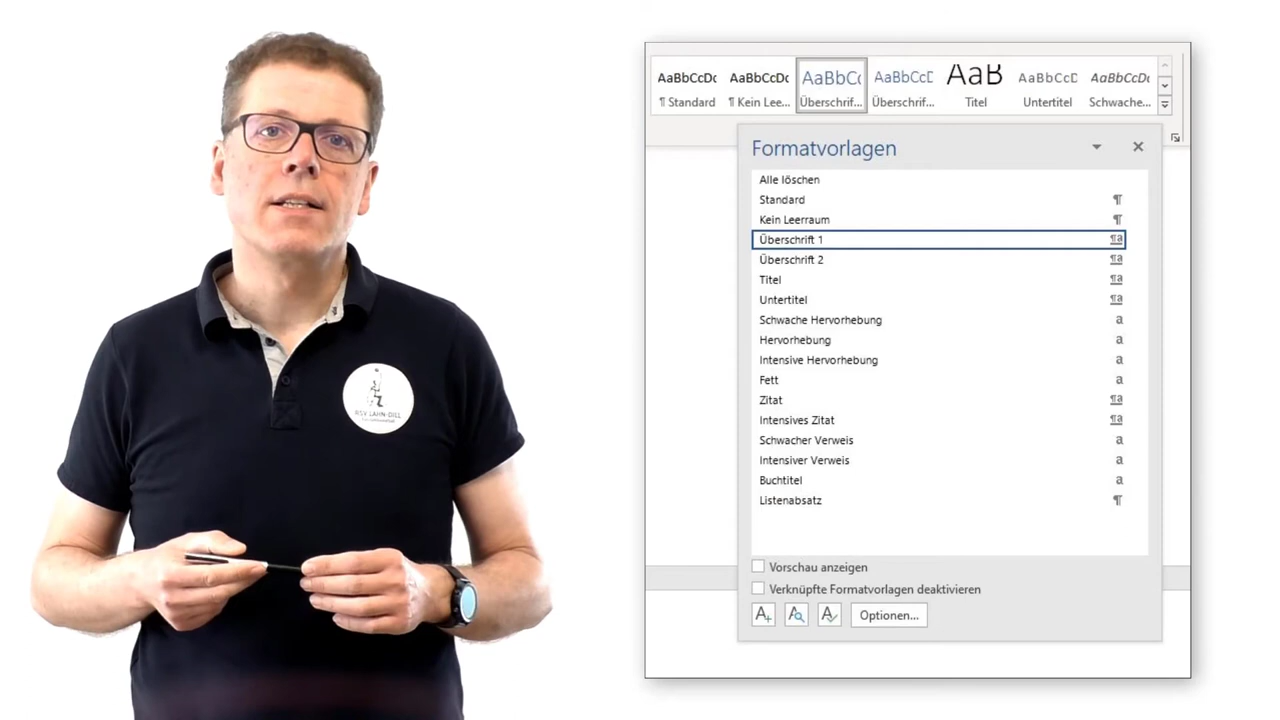 RSV LAHN-DILL
AaBbCcDc AaBbCcDc AaBbCc AaBbCcD AaB AaBbCcD AaBbCcDc
¶ Standard ¶ Kein Lee... Überschrif... Überschrif... Titel Untertitel Schwache...
Formatvorlagen
Alle löschen
Standard ¶
Kein Leerraum ¶
Überschrift 1 ¶a
Überschrift 2 ¶a
Titel ¶a
Untertitel ¶a
Schwache Hervorhebung a
Hervorhebung a
Intensive Hervorhebung a
Fett a
Zitat ¶a
Intensives Zitat ¶a
Schwacher Verweis a
Intensiver Verweis a
Buchtitel a
Listenabsatz ¶
Vorschau anzeigen
Verknüpfte Formatvorlagen deaktivieren
Optionen...